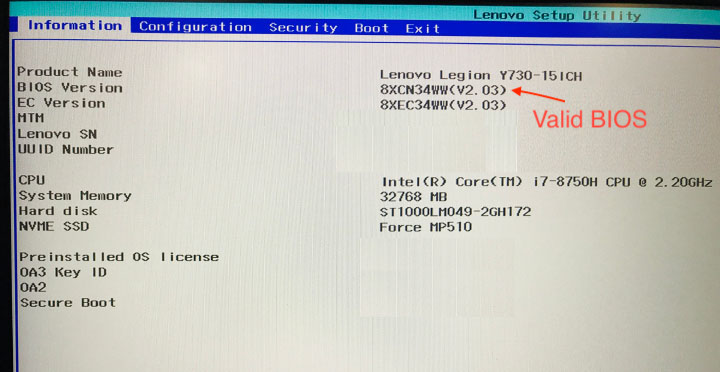 Lenovo Setup Utility
Information Configuration Security Boot Exit
Product Name Lenovo Legion Y730-15ICH
BIOS Version 8XCN34WW(V2.03)
EC Version 8XEC34WW(V2.03)
Valid BIOS
MTM
Lenovo SN
UUID Number
CPU Intel(R) Core(TM) i7-8750H CPU @ 2.20GHz
System Memory 32768 MB
Hard disk ST1000LM049-2GH172
NVME SSD Force MP510
Preinstalled OS license
OA3 Key ID
OA2
Secure Boot